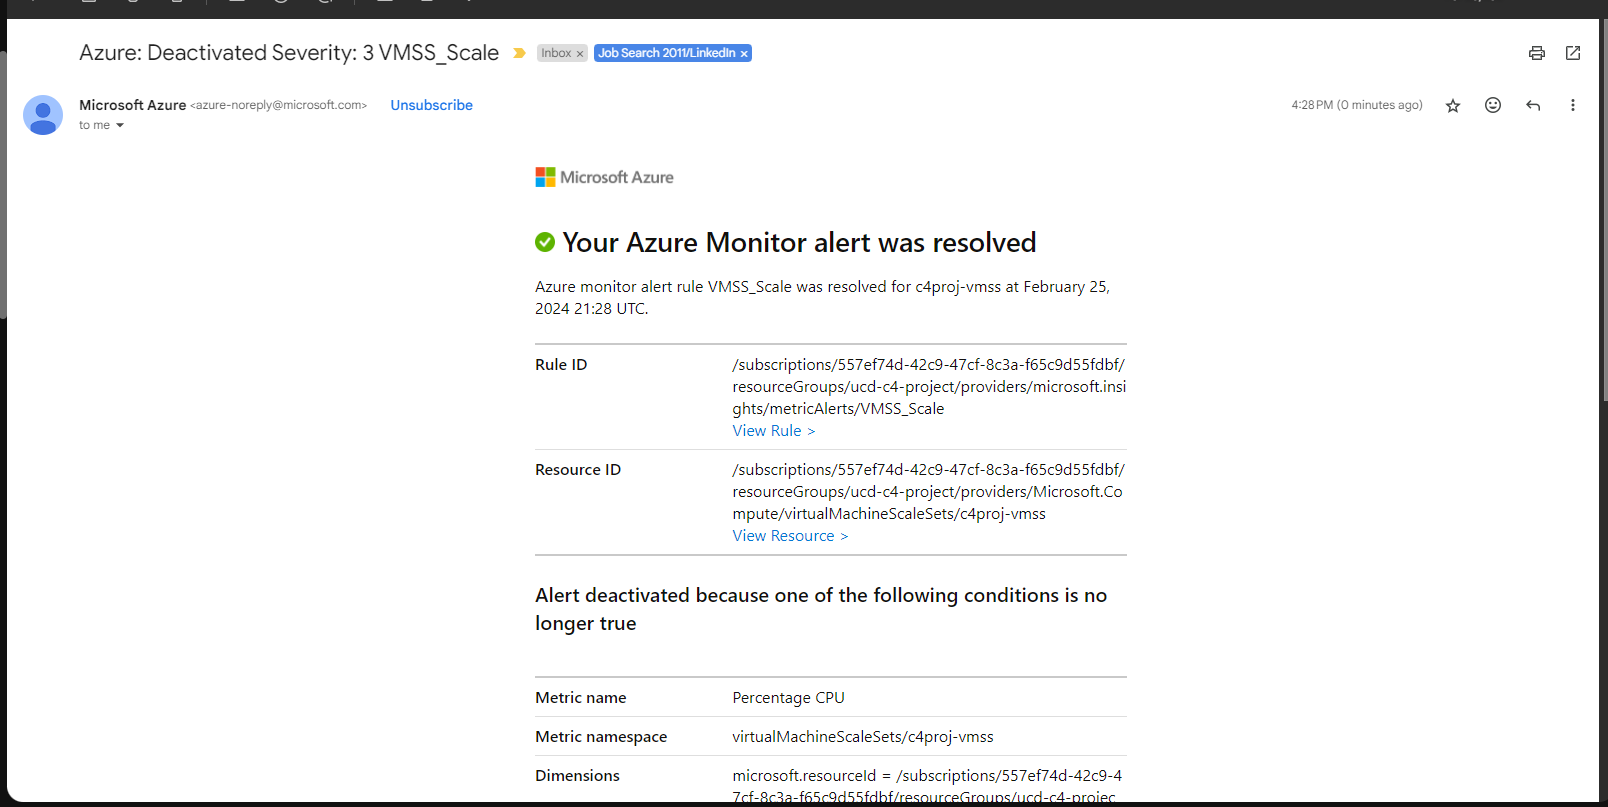 Azure: Deactivated Severity: 3 VMSS_Scale Inbox × Job Search 2011/LinkedIn ×
Microsoft Azure <azure-noreply@microsoft.com> Unsubscribe 4:28 PM (0 minutes ago)
to me
Microsoft Azure
Your Azure Monitor alert was resolved
Azure monitor alert rule VMSS_Scale was resolved for c4proj-vmss at February 25,
2024 21:28 UTC.
Rule ID /subscriptions/557ef74d-42c9-47cf-8c3a-f65c9d55fdbf/
resourceGroups/ucd-c4-project/providers/microsoft.insi
ghts/metricAlerts/VMSS_Scale
View Rule >
Resource ID /subscriptions/557ef74d-42c9-47cf-8c3a-f65c9d55fdbf/
resourceGroups/ucd-c4-project/providers/Microsoft.Co
mpute/virtualMachineScaleSets/c4proj-vmss
View Resource >
Alert deactivated because one of the following conditions is no
longer true
Metric name Percentage CPU
Metric namespace virtualMachineScaleSets/c4proj-vmss
Dimensions microsoft.resourceId = /subscriptions/557ef74d-42c9-4
7cf-8c3a-f65c9d55fdbf/resourceGroups/ucd-c4-projec